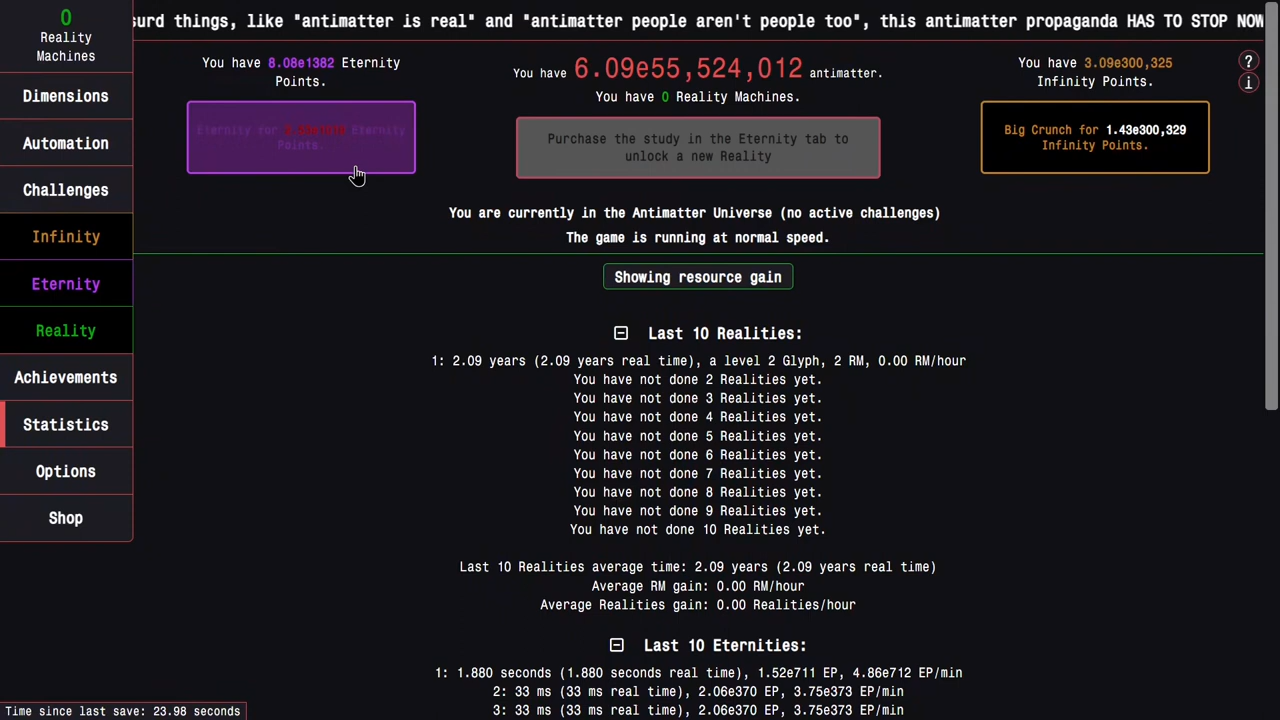 0
Reality
Machines
Dimensions
Automation
Challenges
Infinity
Eternity
Reality
Achievements
Statistics
Options
Shop
Time since last save: 23.98 seconds
surd things, like "antimatter is real" and "antimatter people aren't people too", this antimatter propaganda HAS TO STOP NOW
You have 8.08e1382 Eternity
Points.
Eternity for Eternity
Points.
You have 6.09e55,524,012 antimatter.
You have 0 Reality Machines.
Purchase the study in the Eternity tab to
unlock a new Reality
You have 3.09e300,325
Infinity Points.
Big Crunch for 1.43e300,329
Infinity Points.
?
i
You are currently in the Antimatter Universe (no active challenges)
The game is running at normal speed.
Showing resource gain
Last 10 Realities:
1: 2.09 years (2.09 years real time), a level 2 Glyph, 2 RM, 0.00 RM/hour
You have not done 2 Realities yet.
You have not done 3 Realities yet.
You have not done 4 Realities yet.
You have not done 5 Realities yet.
You have not done 6 Realities yet.
You have not done 7 Realities yet.
You have not done 8 Realities yet.
You have not done 9 Realities yet.
You have not done 10 Realities yet.
Last 10 Realities average time: 2.09 years (2.09 years real time)
Average RM gain: 0.00 RM/hour
Average Realities gain: 0.00 Realities/hour
Last 10 Eternities:
1: 1.880 seconds (1.880 seconds real time), 1.52e711 EP, 4.86e712 EP/min
2: 33 ms (33 ms real time), 2.06e370 EP, 3.75e373 EP/min
3: 33 ms (33 ms real time), 2.06e370 EP, 3.75e373 EP/min